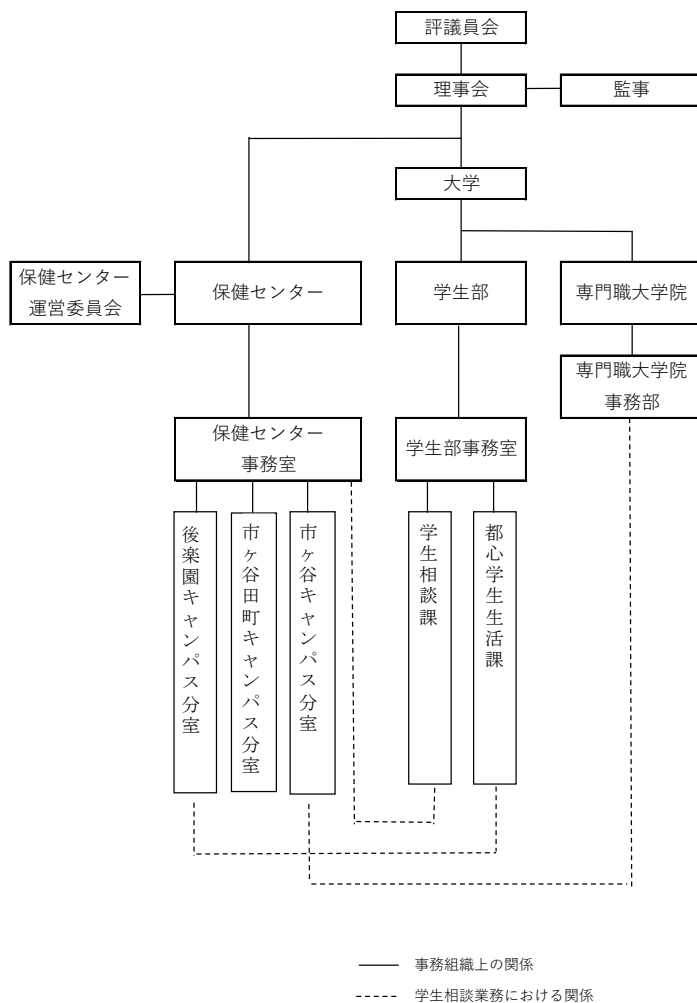 評議員会
理事会
監事
大学
保健センター
運営委員会
保健センター
学生部
専門職大学院
専門職大学院
事務部
保健センター
事務室
学生部事務室
後楽園キャンパス分室
市ヶ谷田町キャンパス分室
市ヶ谷キャンパス分室
学生相談課
都心学生生活課
事務組織上の関係
学生相談業務における関係